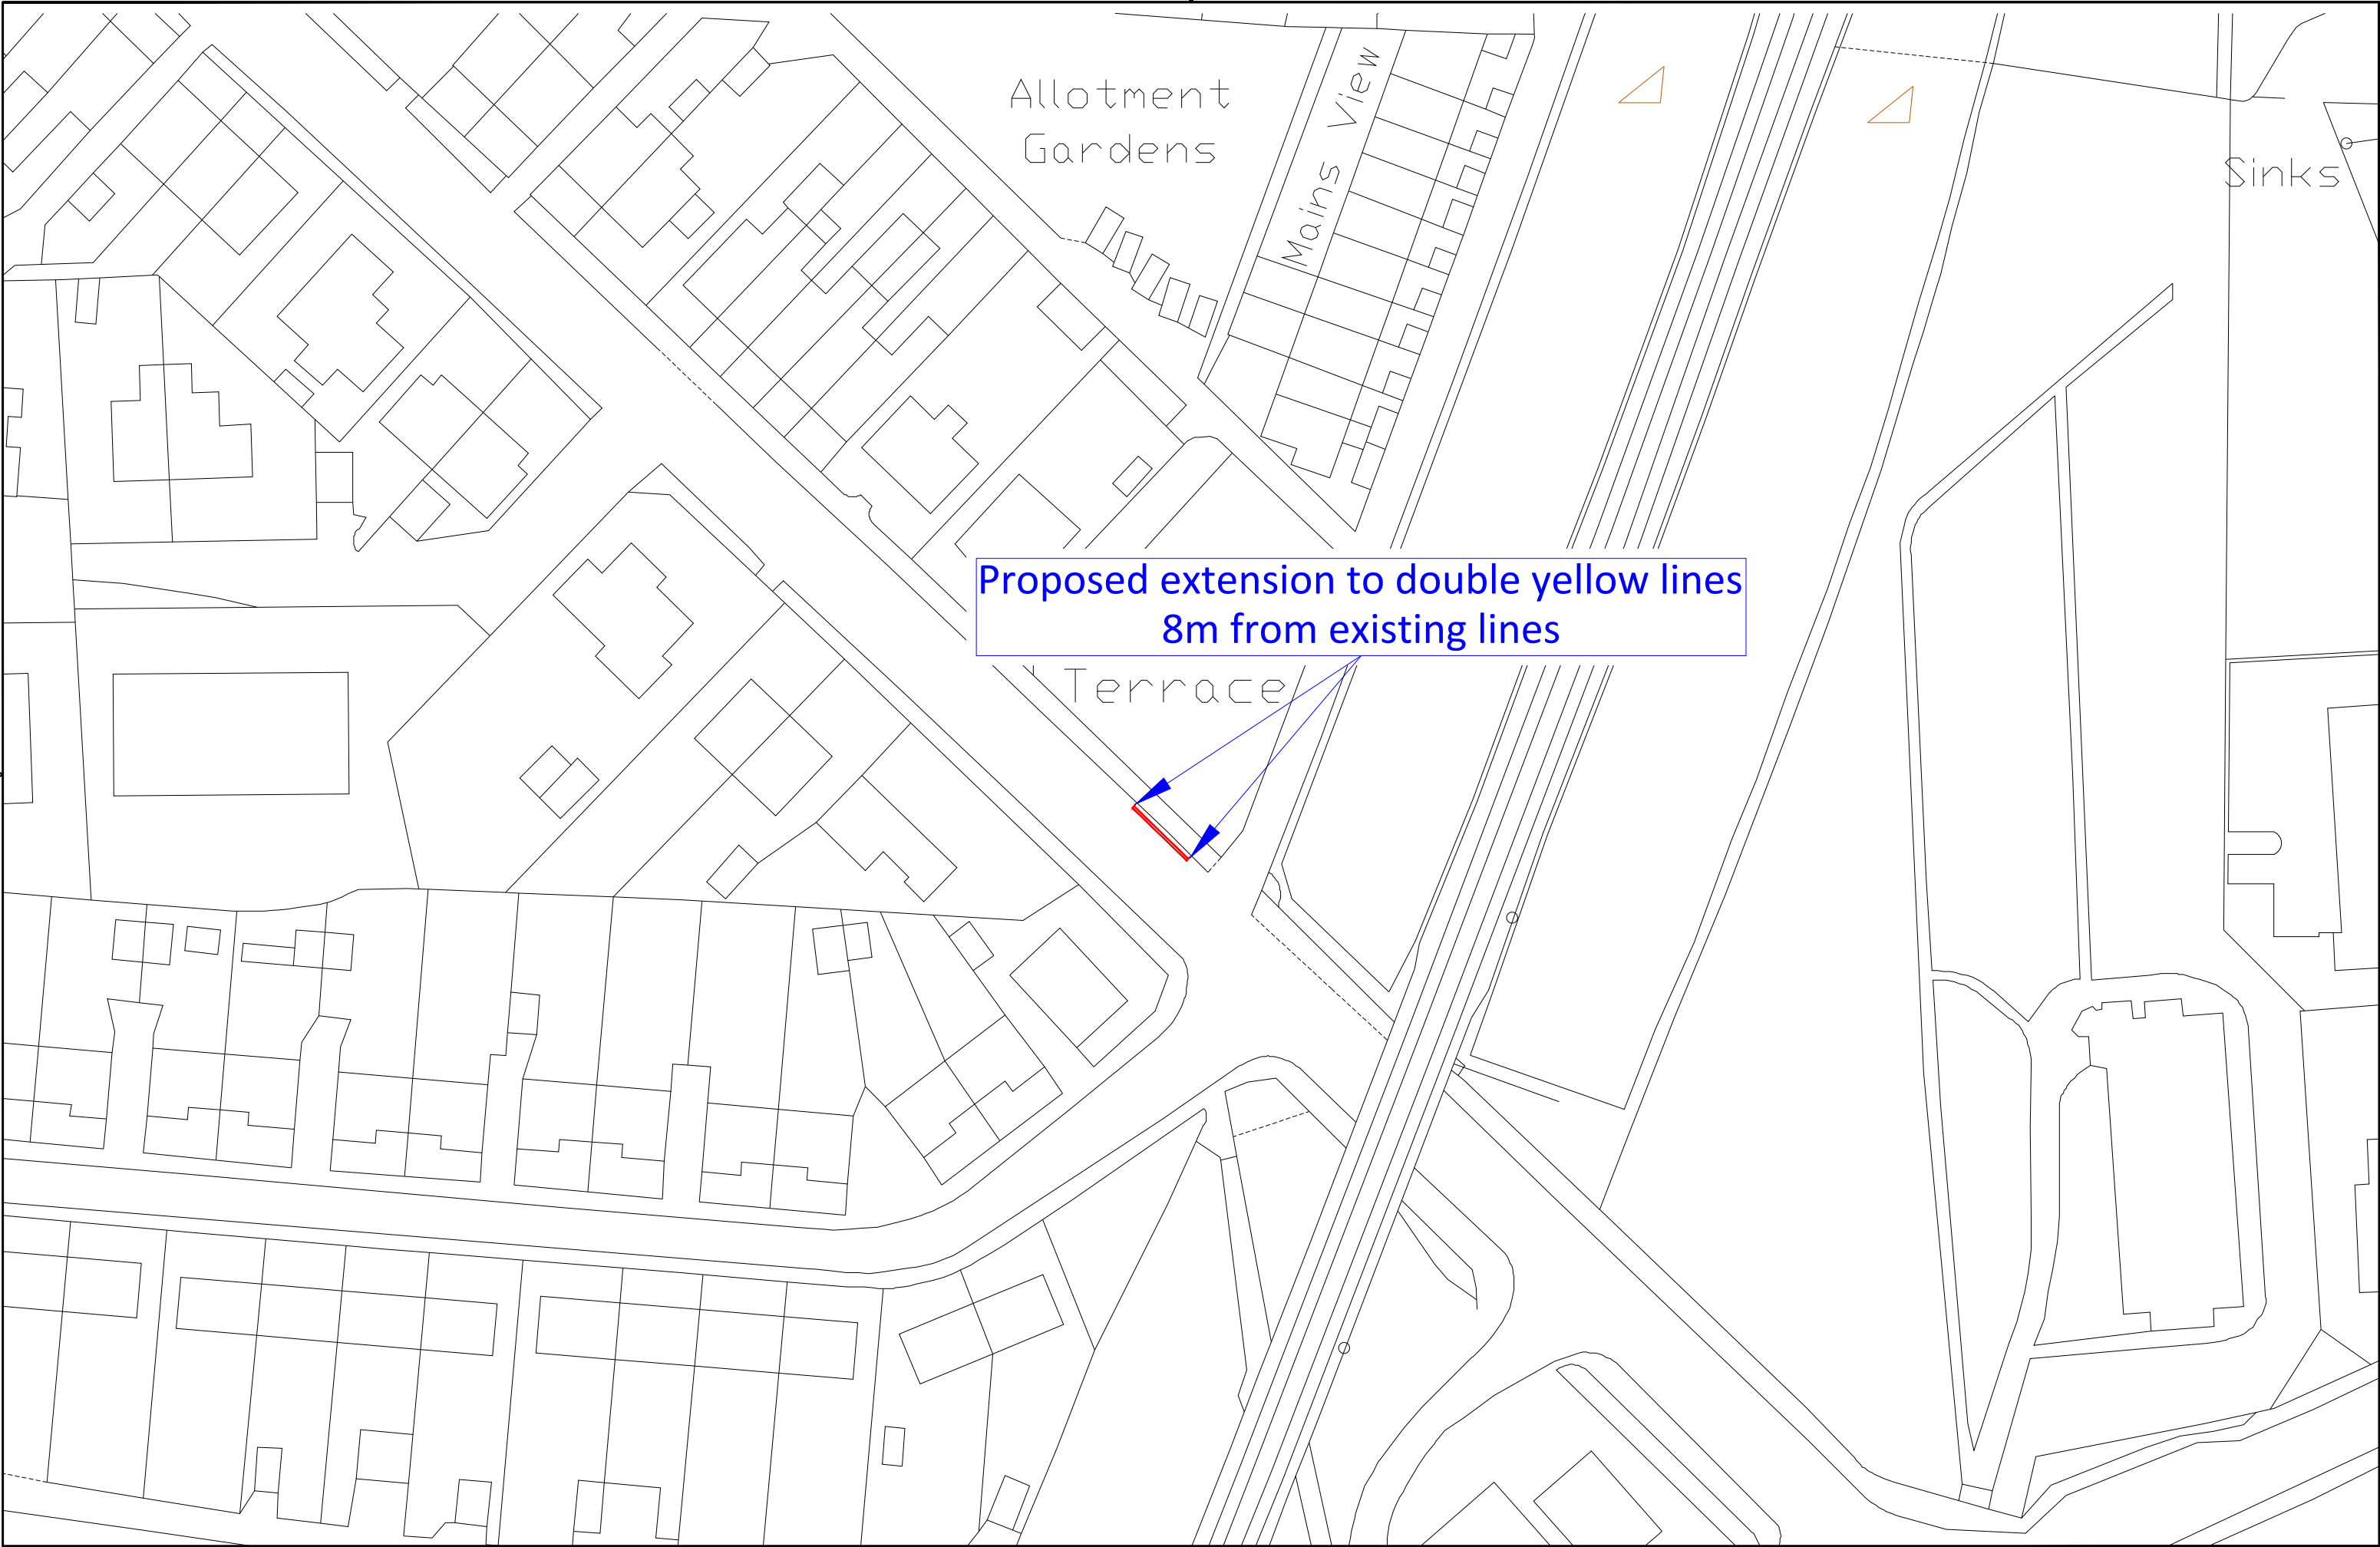 Allotment
Gardens
Mains View
Sinks
Proposed extension to double yellow lines
8m from existing lines
Terrace